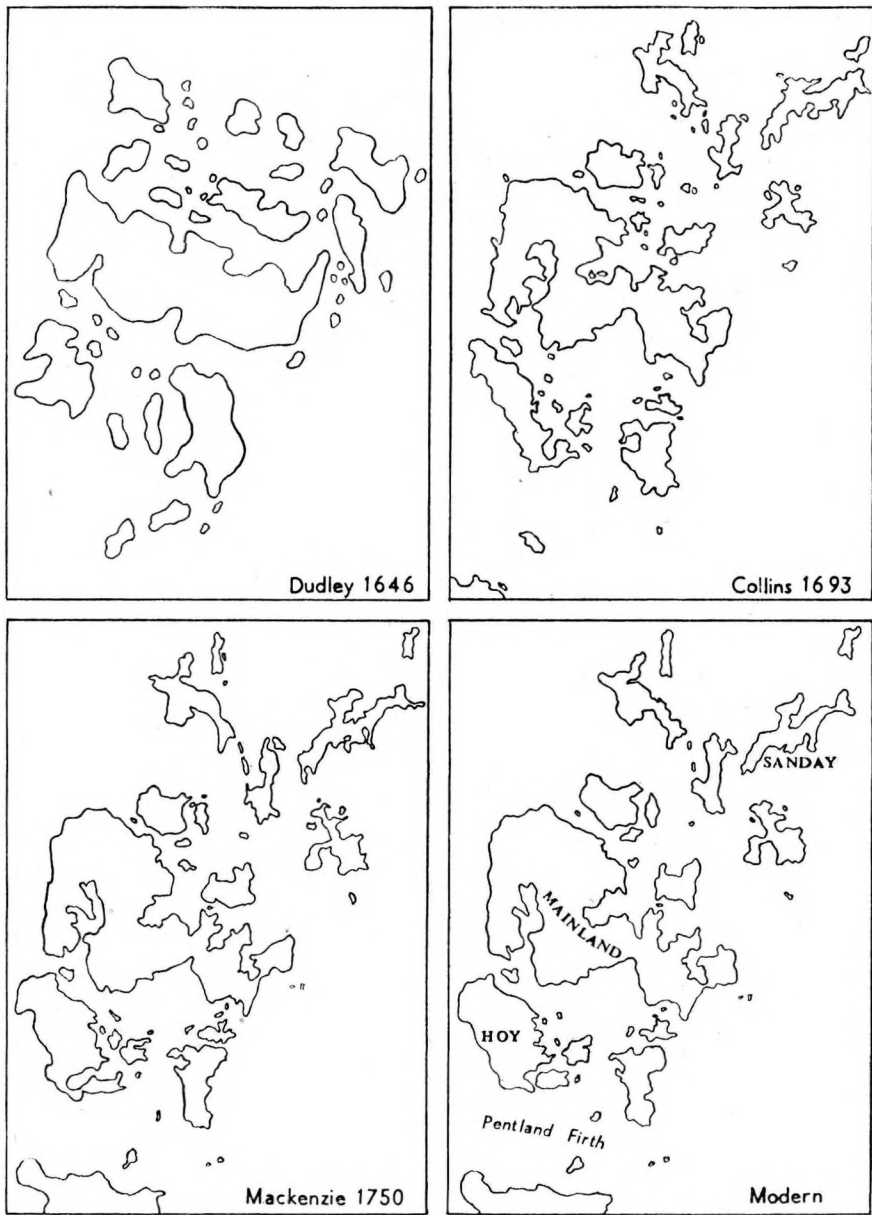 Dudley 1646
Collins 1693
Mackenzie 1750
SANDAY
MAINLAND
HOY
Pentland Firth
Modern